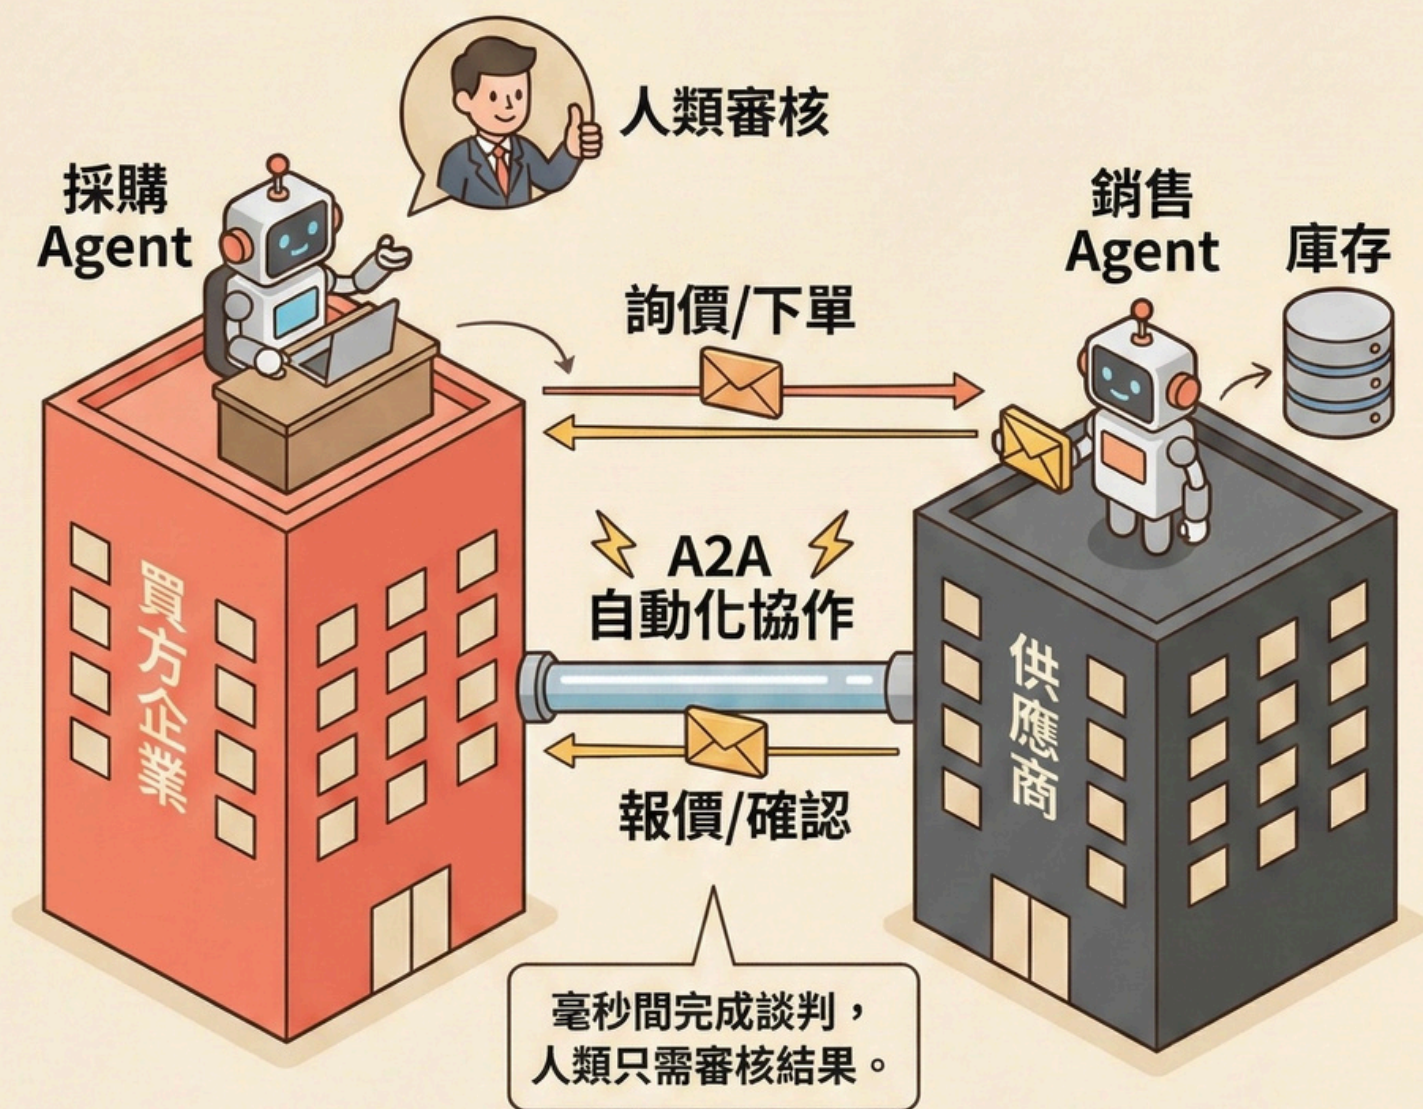 人類審核
採購
Agent
銷售
Agent
庫存
詢價/下單
A2A
自動化協作
買方企業
供應商
報價/確認
毫秒間完成談判，
人類只需審核結果。